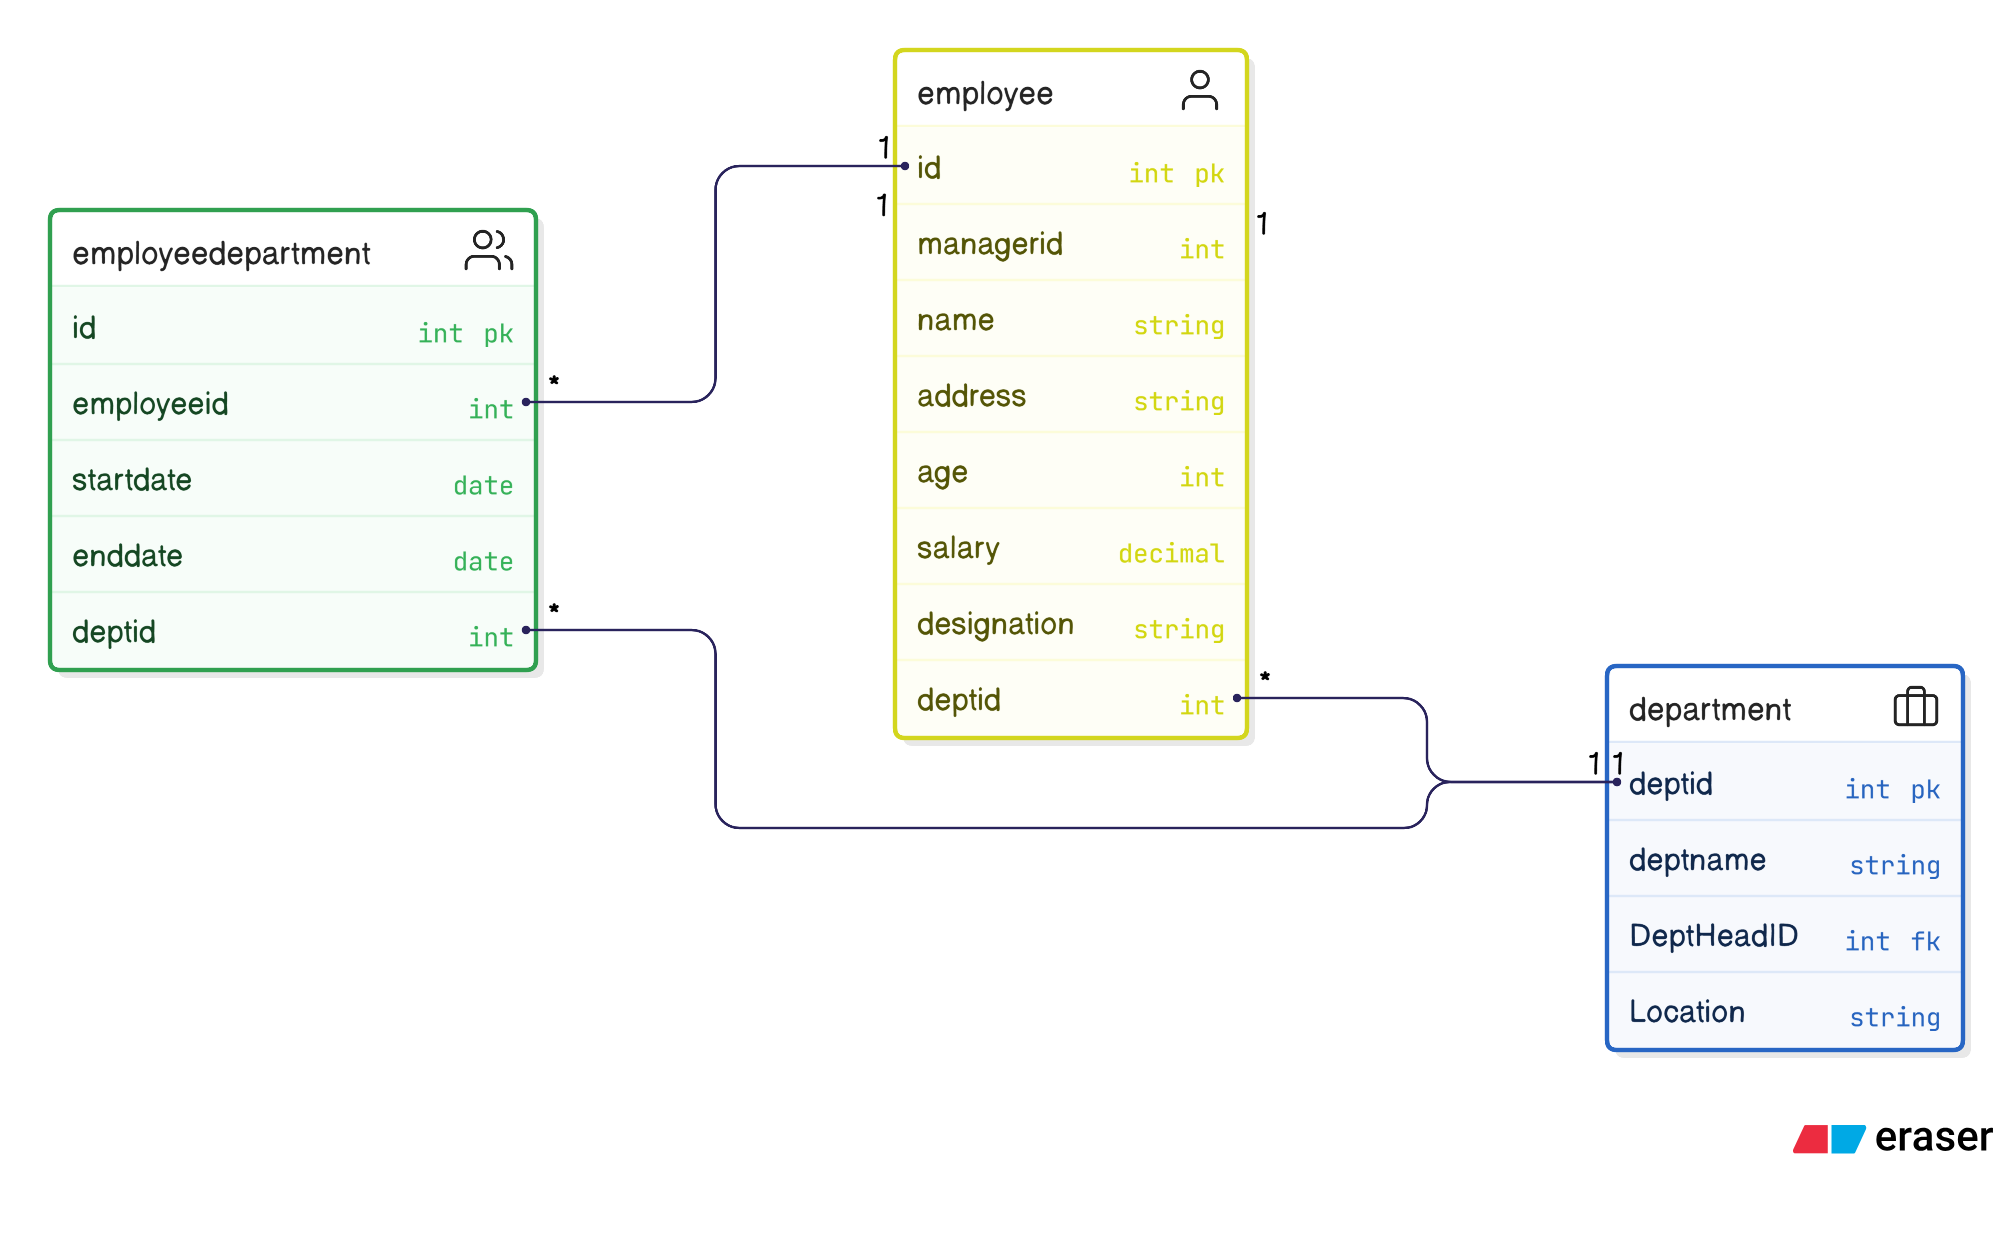 employee
1
id int pk
1
managerid int
1
name string
address string
age int
salary decimal
designation string
*
deptid int
employeedepartment
id int pk
*
employeeid int
startdate date
enddate date
*
deptid int
department
1 1
deptid int pk
deptname string
DeptHeadID int fk
Location string
eraser